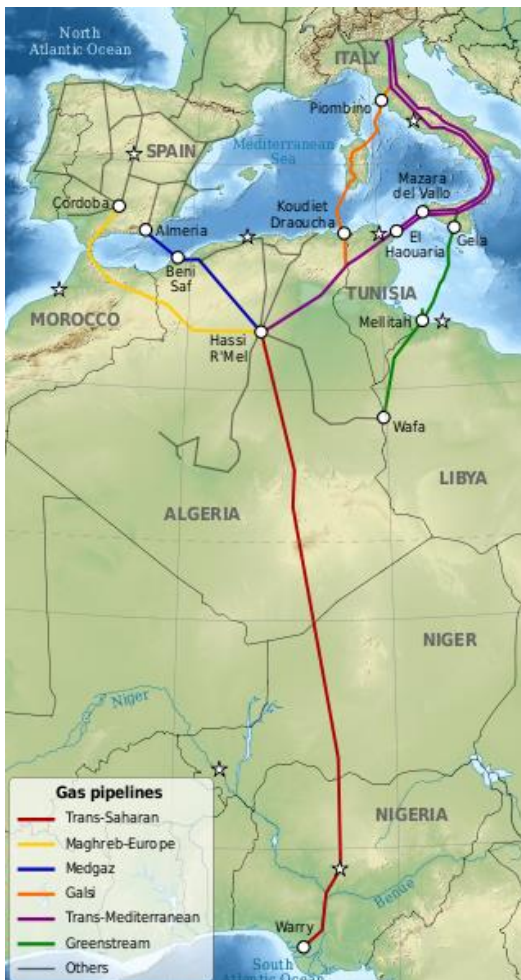 North
Atlantic Ocean
ITALY
Piombino
SPAIN
Mediterranean
Sea
Mazara
del Vallo
Cordoba
Koudiet
Draoucha
Almeria
El
Haouaria
Gela
Beni
Saf
TUNISIA
MOROCCO
Mellitah
Hassi
R'Mel
Wafa
LIBYA
ALGERIA
NIGER
Niger
Gas pipelines
Trans-Saharan
Maghreb-Europe
Medgaz
Galsi
Trans-Mediterranean
Greenstream
Others
NIGERIA
Benue
Warry
South
Atlantic Ocean